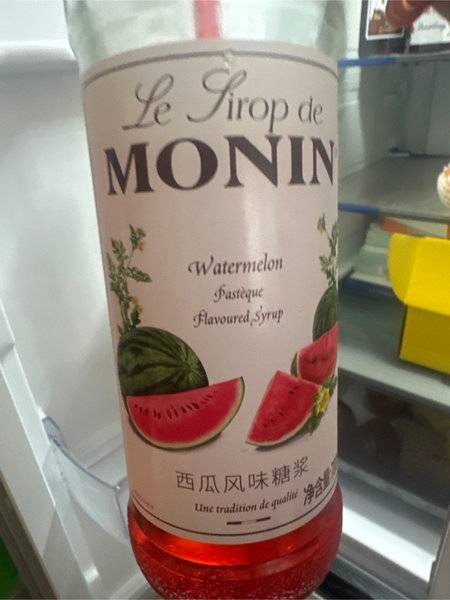 Le Sirop de
MONIN
Watermelon
Pastèque
Flavoured Syrup
西瓜风味糖浆
Une tradition de qualité
净含量